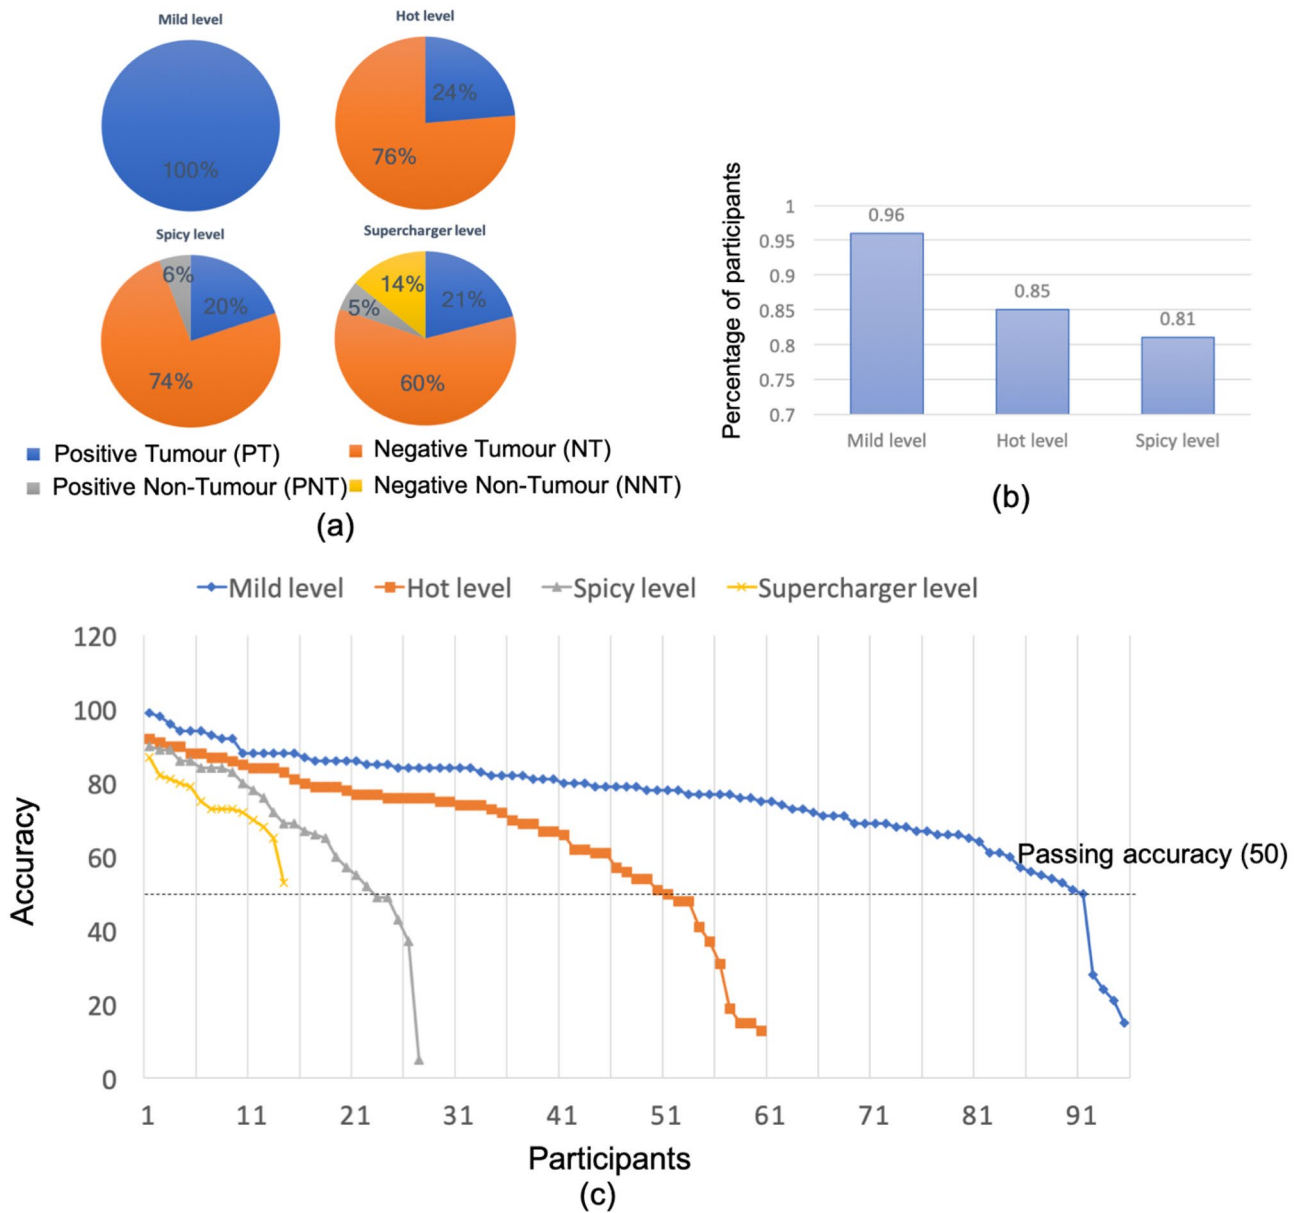 Mild level
Hot level
100%
24%
76%
Spicy level
Supercharger level
6%
20%
74%
14%
5%
21%
60%
Positive Tumour (PT)
Negative Tumour (NT)
Positive Non-Tumour (PNT)
Negative Non-Tumour (NNT)
(a)
Percentage of participants
1
0.95
0.9
0.85
0.8
0.75
0.7
0.96
0.85
0.81
Mild level
Hot level
Spicy level
(b)
Mild level
Hot level
Spicy level
Supercharger level
Accuracy
120
100
80
60
40
20
0
Passing accuracy (50)
1 11 21 31 41 51 61 71 81 91
Participants
(c)